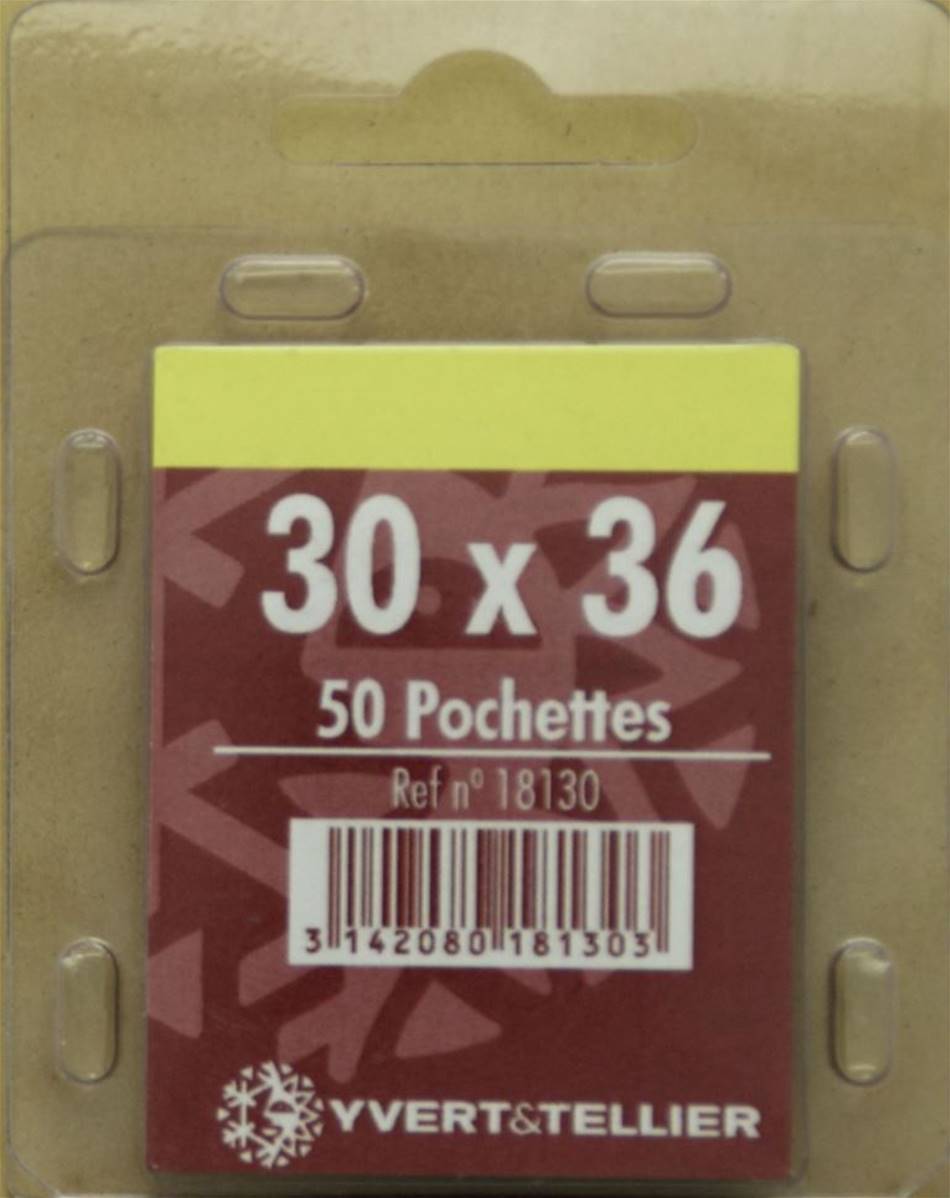 30 x 36
50 Pochettes
Ref n° 18130
3 142080 181303
YVERT&TELLIER